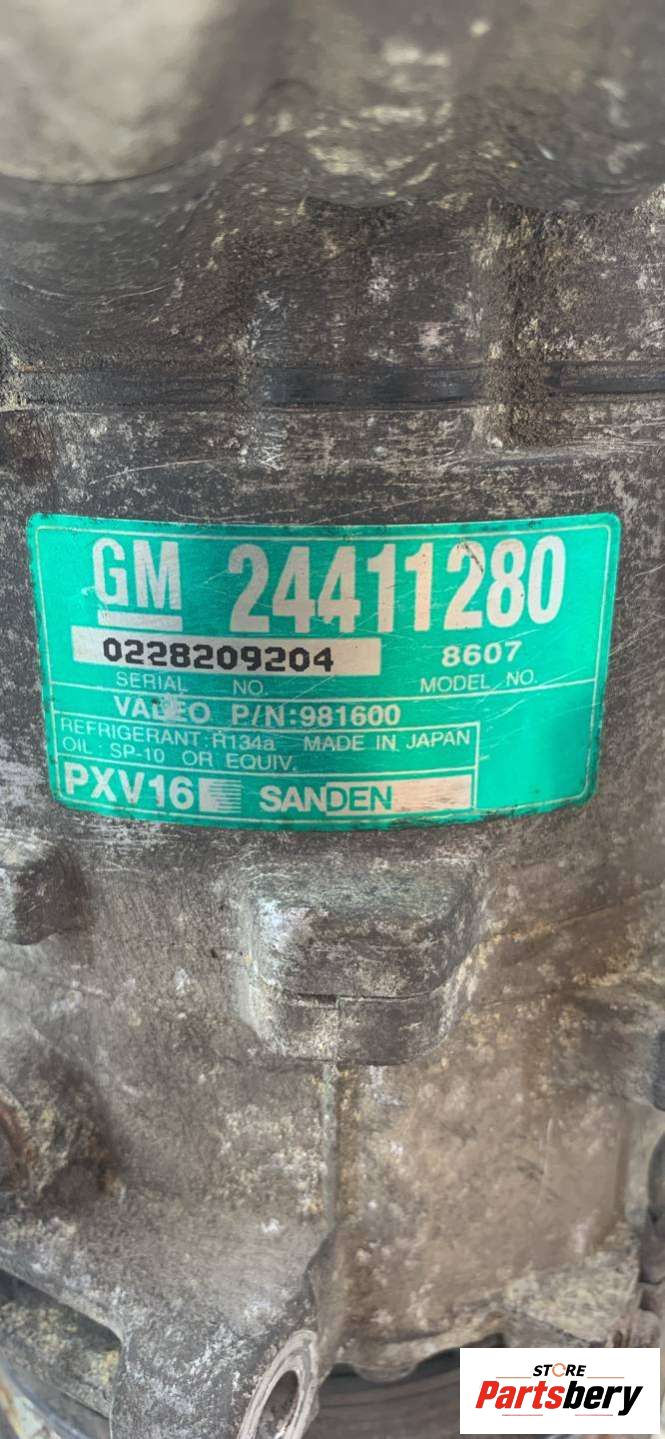 GM 24411280
0228209204 8607
SERIAL NO. MODEL NO.
VALEO P/N:981600
REFRIGERANT: R134a MADE IN JAPAN
OIL : SP-10 OR EQUIV.
PXV16 SANDEN
STORE
Partsbery